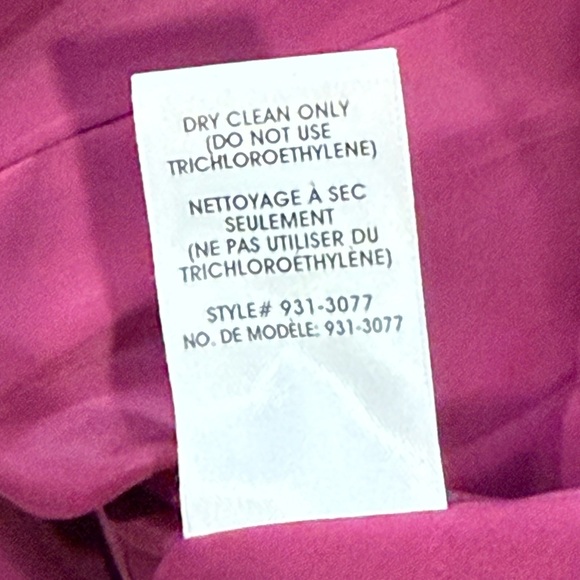 DRY CLEAN ONLY
(DO NOT USE
TRICHLOROETHYLENE)
NETTOYAGE À SEC
SEULEMENT
(NE PAS UTILISER DU
TRICHLOROÉTHYLÈNE)
STYLE# 931-3077
NO. DE MODÈLE: 931-3077